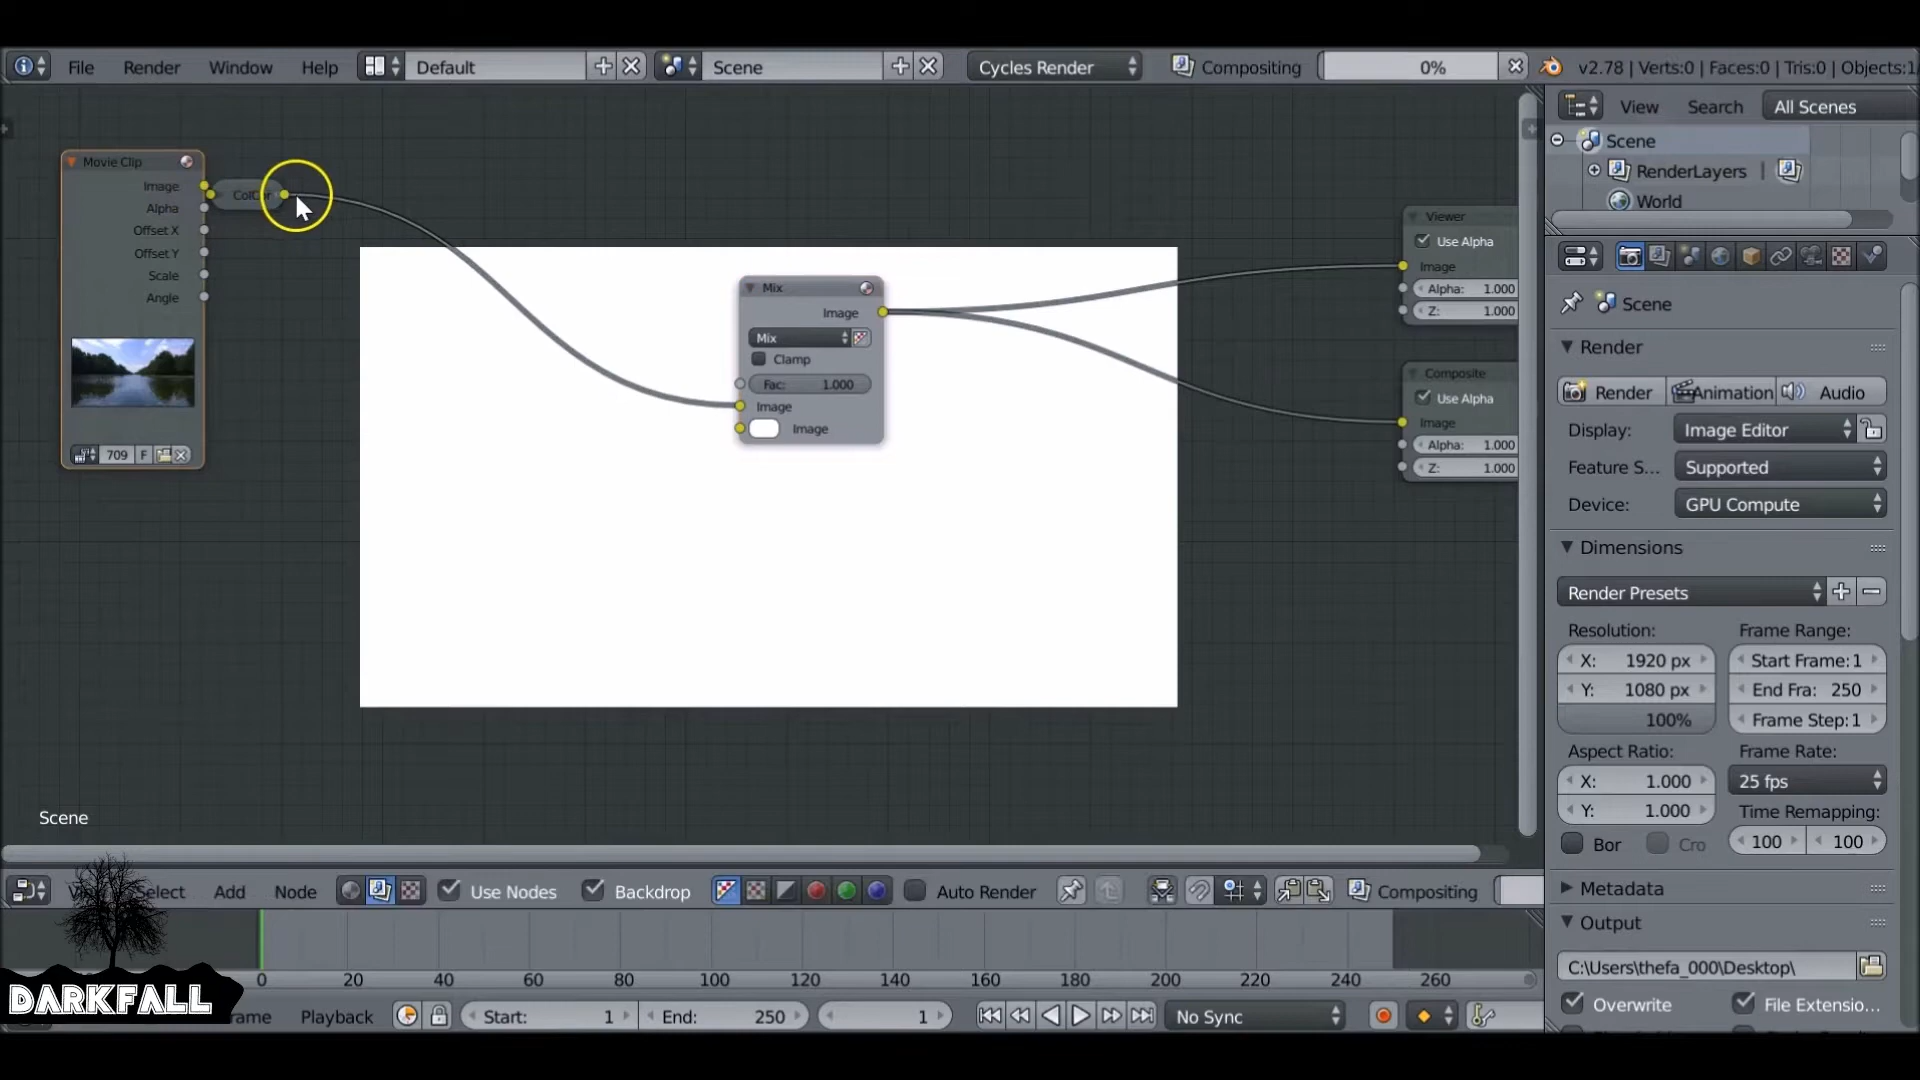 File Render Window Help Default Scene Cycles Render Compositing 0% v2.78 | Verts:0 | Faces:0 | Tris:0 | Objects:1
View Search All Scenes
Scene
RenderLayers
World
Movie Clip
Image
Alpha
Offset X
Offset Y
Scale
Angle
709 F
Mix
Image
Mix
Clamp
Fac: 1.000
Image
Image
Viewer
Use Alpha
Image
Alpha: 1.000
Z: 1.000
Composite
Use Alpha
Image
Alpha: 1.000
Z: 1.000
Scene
Render
Render Animation Audio
Display: Image Editor
Feature S... Supported
Device: GPU Compute
Dimensions
Render Presets
Resolution: Frame Range:
X: 1920 px Start Frame:1
Y: 1080 px End Fra: 250
100% Frame Step:1
Aspect Ratio: Frame Rate:
X: 1.000 25 fps
Y: 1.000 Time Remapping:
Bor Cro 100 100
Metadata
Output
C:\Users\thefa_000\Desktop\
Overwrite File Extensio...
Scene
Add Node Use Nodes Backdrop Auto Render Compositing
0 20 40 60 80 100 120 140 160 180 200 220 240 260
Playback Start: 1 End: 250 1 No Sync
DARKFALL